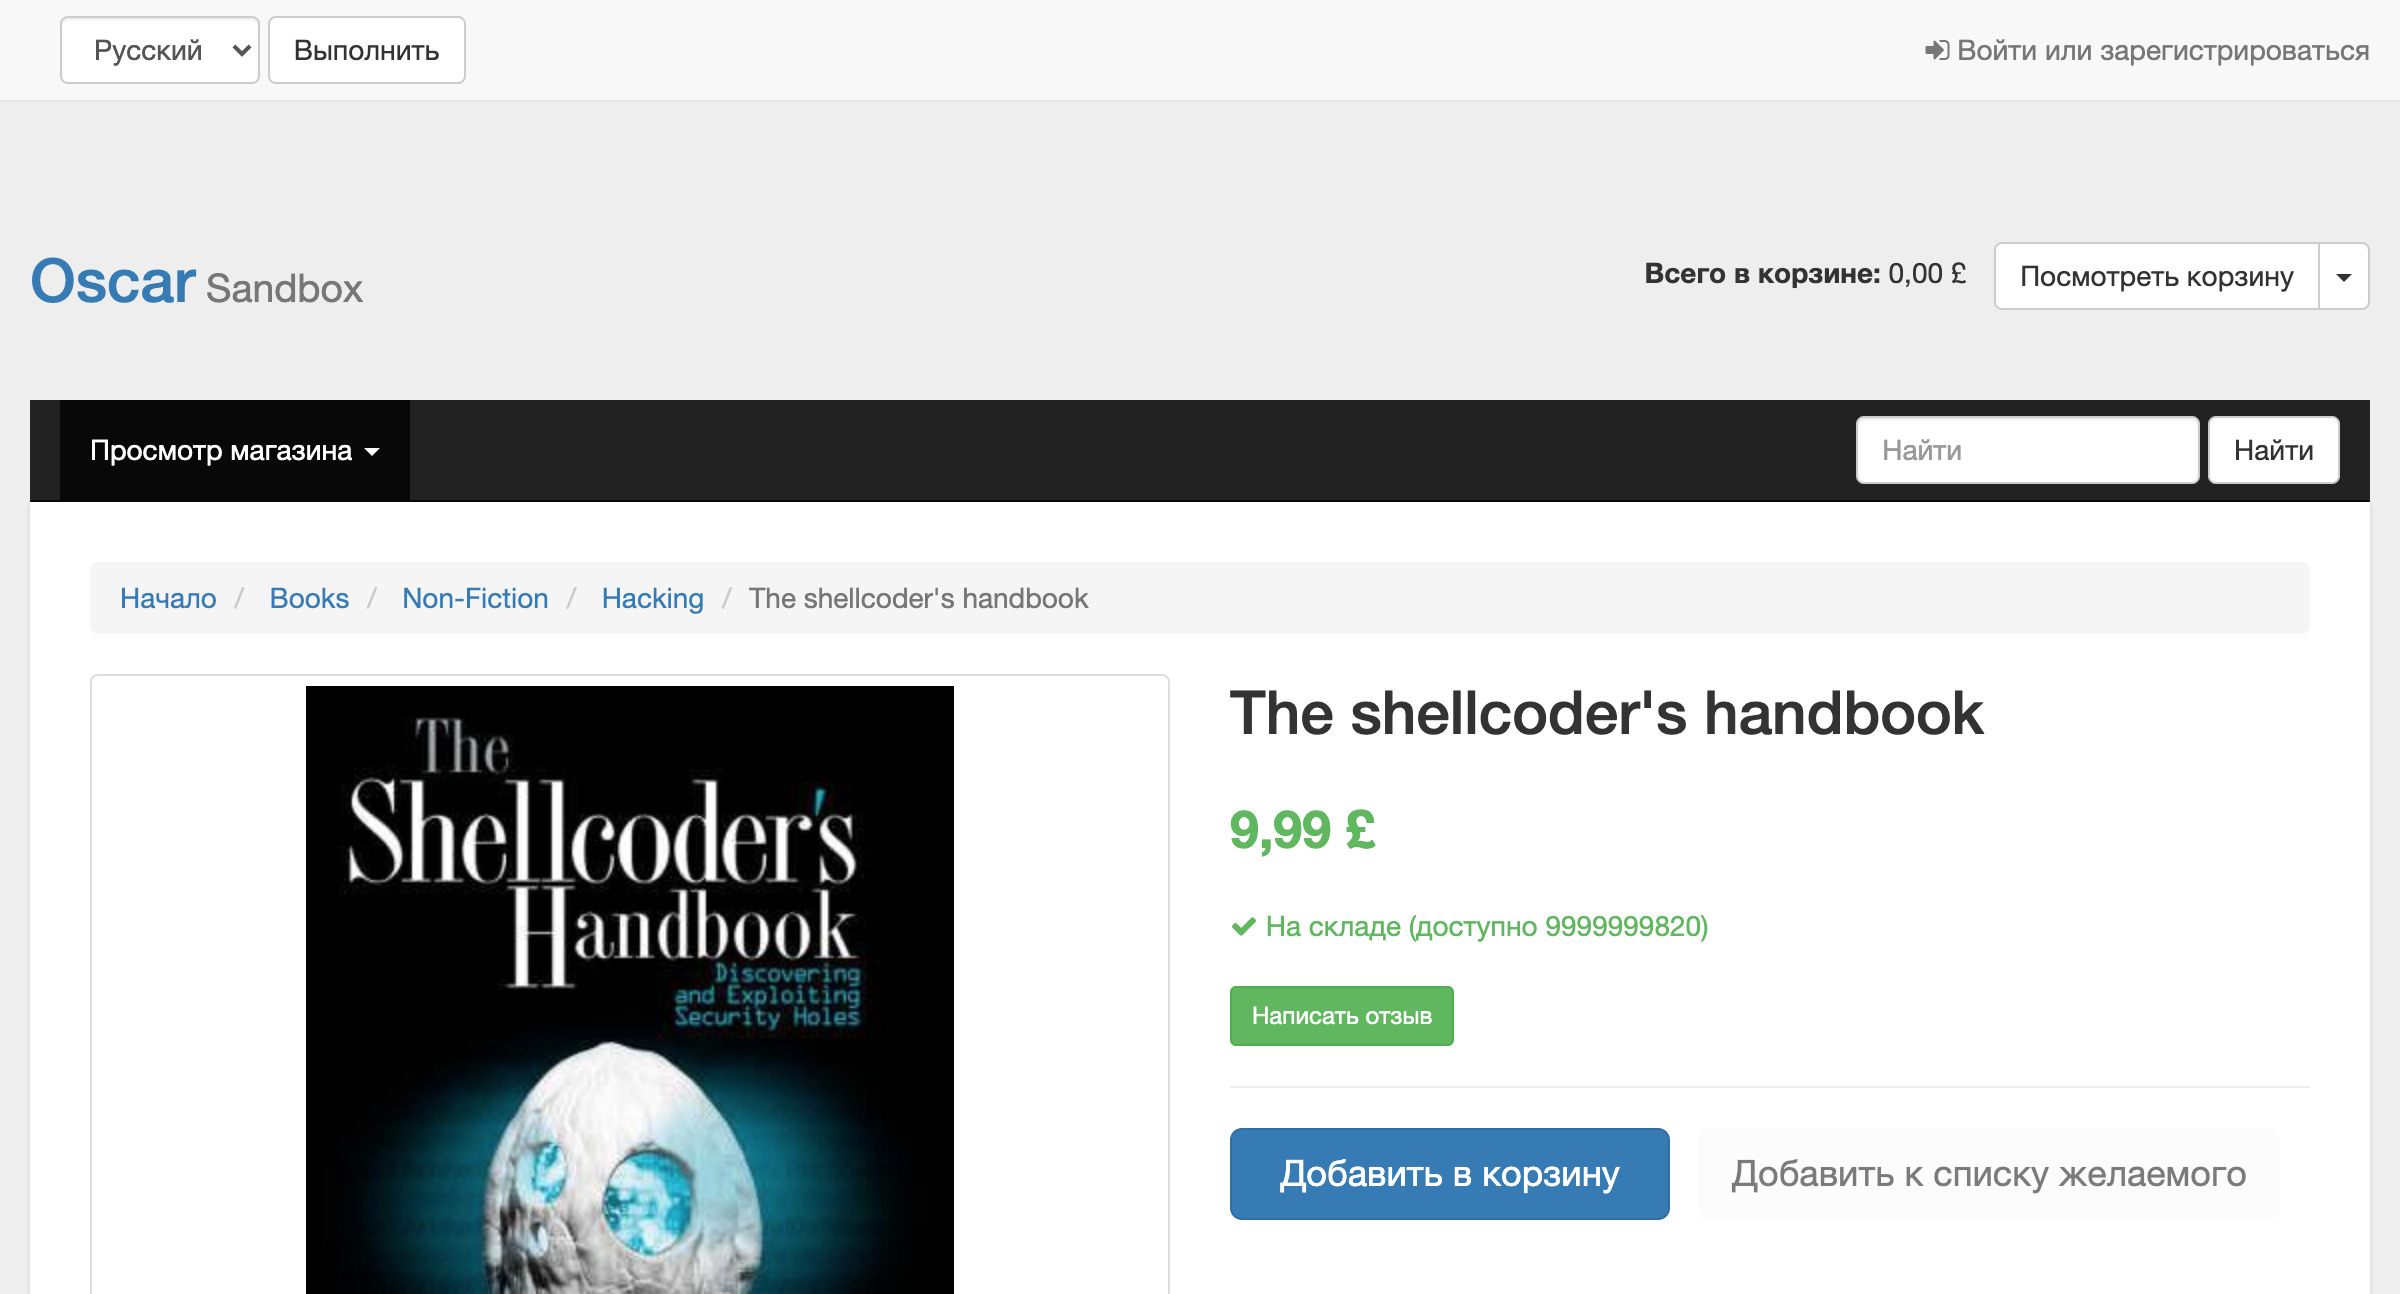 Русский
Выполнить
Войти или зарегистрироваться
Oscar Sandbox
Всего в корзине: 0,00 £
Посмотреть корзину
Просмотр магазина
Найти
Найти
Начало / Books / Non-Fiction / Hacking / The shellcoder's handbook
The
Shellcoder's
Handbook
Discovering
and Exploiting
Security Holes
The shellcoder's handbook
9,99 £
На складе (доступно 9999999820)
Написать отзыв
Добавить в корзину
Добавить к списку желаемого